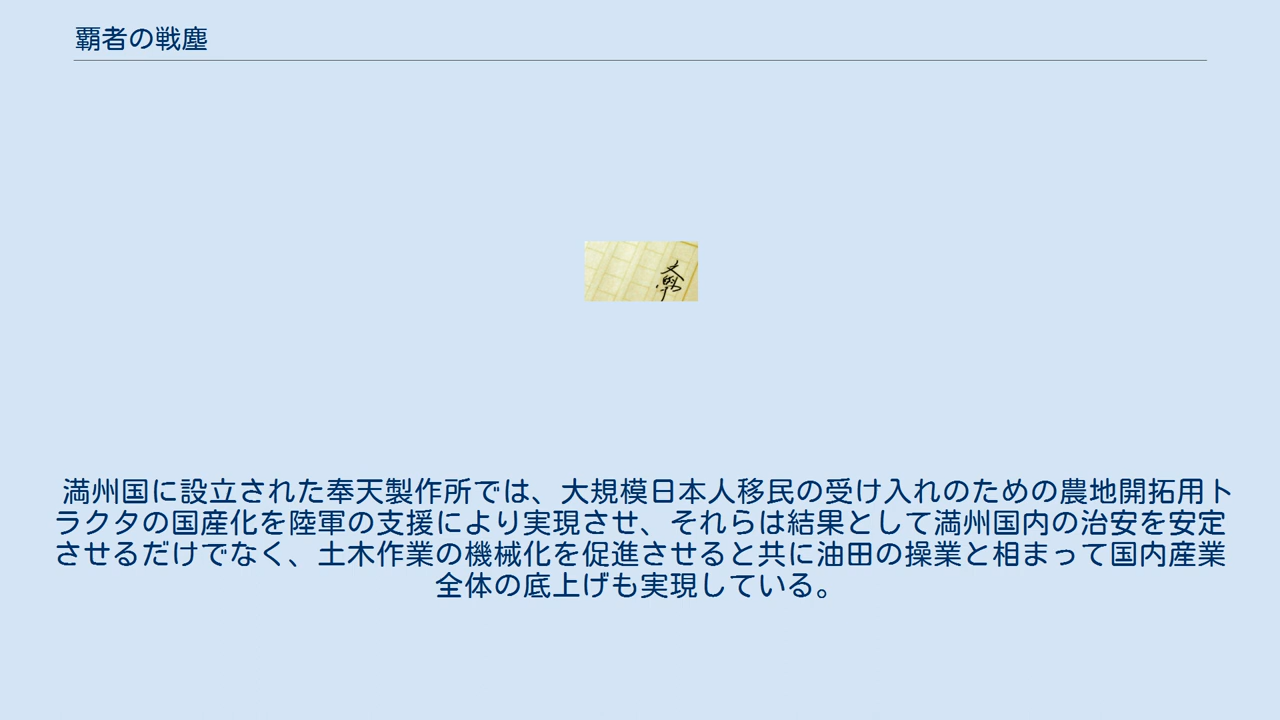 覇者の戦塵
満州国に設立された奉天製作所では、大規模日本人移民の受け入れのための農地開拓用ト
ラクタの国産化を陸軍の支援により実現させ、それらは結果として満州国内の治安を安定
させるだけでなく、土木作業の機械化を促進させると共に油田の操業と相まって国内産業
全体の底上げも実現している。